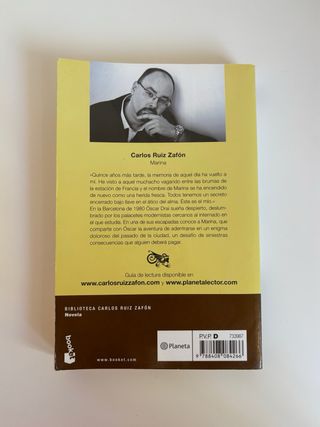 Carlos Ruiz Zafón
Marina
«Quince años más tarde, la memoria de aquel día ha vuelto a
mí. He visto a aquel muchacho vagando entre las brumas de
la estación de Francia y el nombre de Marina se ha encendido
de nuevo como una herida fresca. Todos tenemos un secreto
encerrado bajo llave en el ático del alma. Éste es el mío.»
En la Barcelona de 1980 Óscar Drai sueña despierto, deslum-
brado por los palacetes modernistas cercanos al internado en
el que estudia. En una de sus escapadas conoce a Marina, que
comparte con Óscar la aventura de adentrarse en un enigma
doloroso del pasado de la ciudad, un desafío de siniestras
consecuencias que alguien deberá pagar.
Guía de lectura disponible en
www.carlosruizzafon.com y www.planetalector.com
BIBLIOTECA CARLOS RUIZ ZAFÓN
Novela
booket
www.booket.com
Planeta
P.V.P. D
733987
9 788408 084266